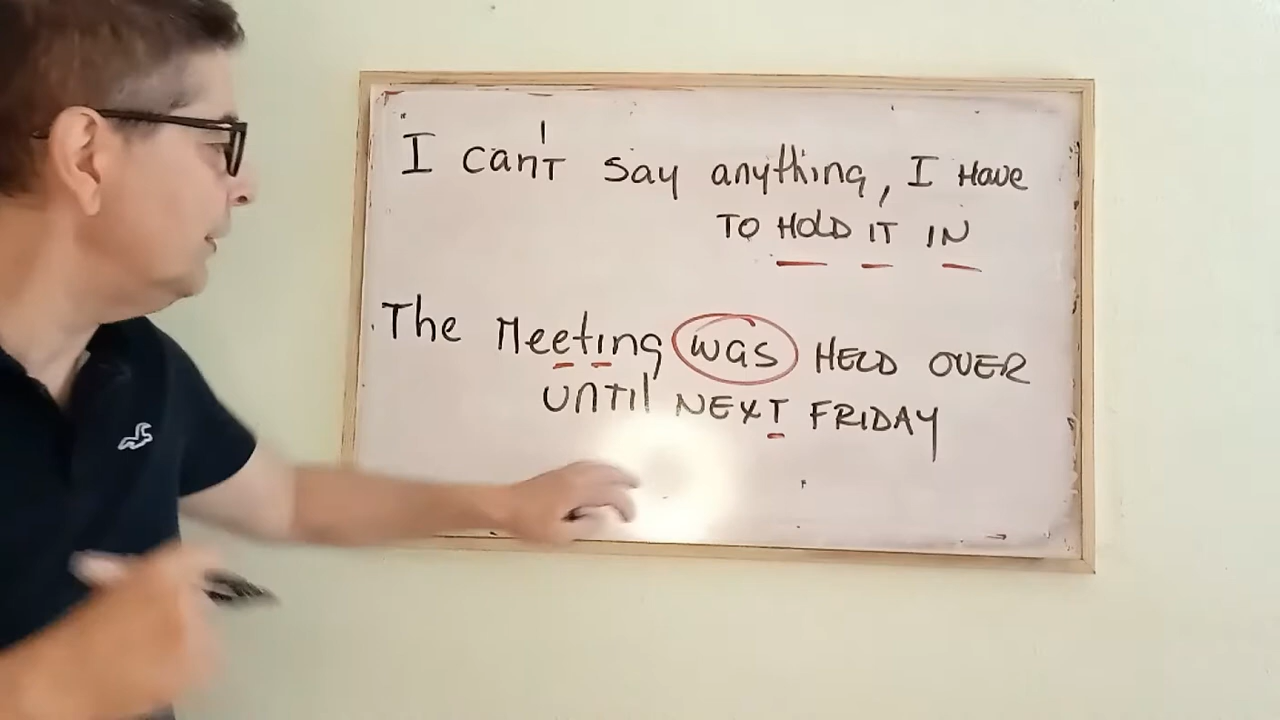 I can't say anything, I Have
TO HOLD IT IN
The Meeting was HELD OVER
UNTIl NEXT FRIDAY